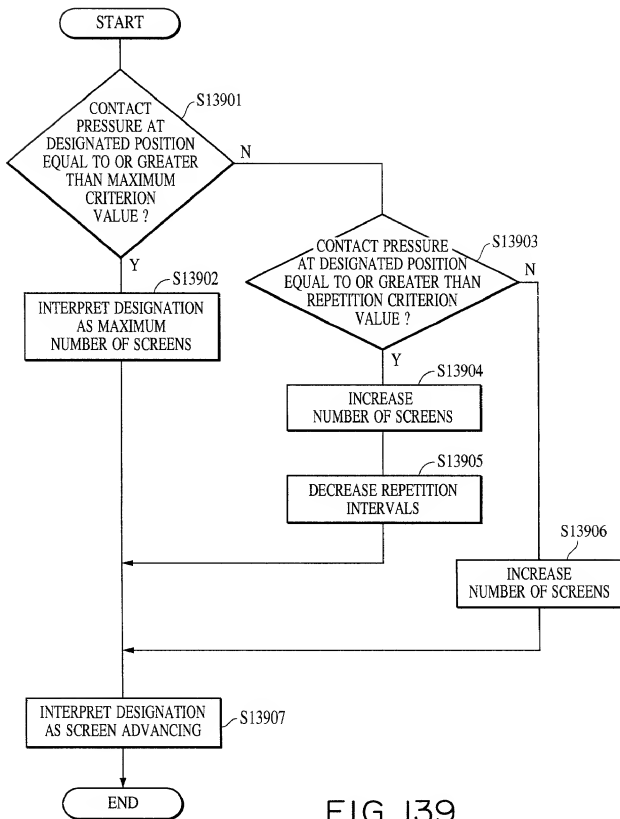 START
S13901
CONTACT
PRESSURE AT
DESIGNATED POSITION
EQUAL TO OR GREATER
THAN MAXIMUM
CRITERION
VALUE ?
N
Y
S13902
INTERPRET DESIGNATION
AS MAXIMUM
NUMBER OF SCREENS
S13903
CONTACT PRESSURE
AT DESIGNATED POSITION
EQUAL TO OR GREATER THAN
REPETITION CRITERION
VALUE ?
N
Y
S13904
INCREASE
NUMBER OF SCREENS
S13905
DECREASE REPETITION
INTERVALS
S13906
INCREASE
NUMBER OF SCREENS
INTERPRET DESIGNATION
AS SCREEN ADVANCING
S13907
END
FIG. 139